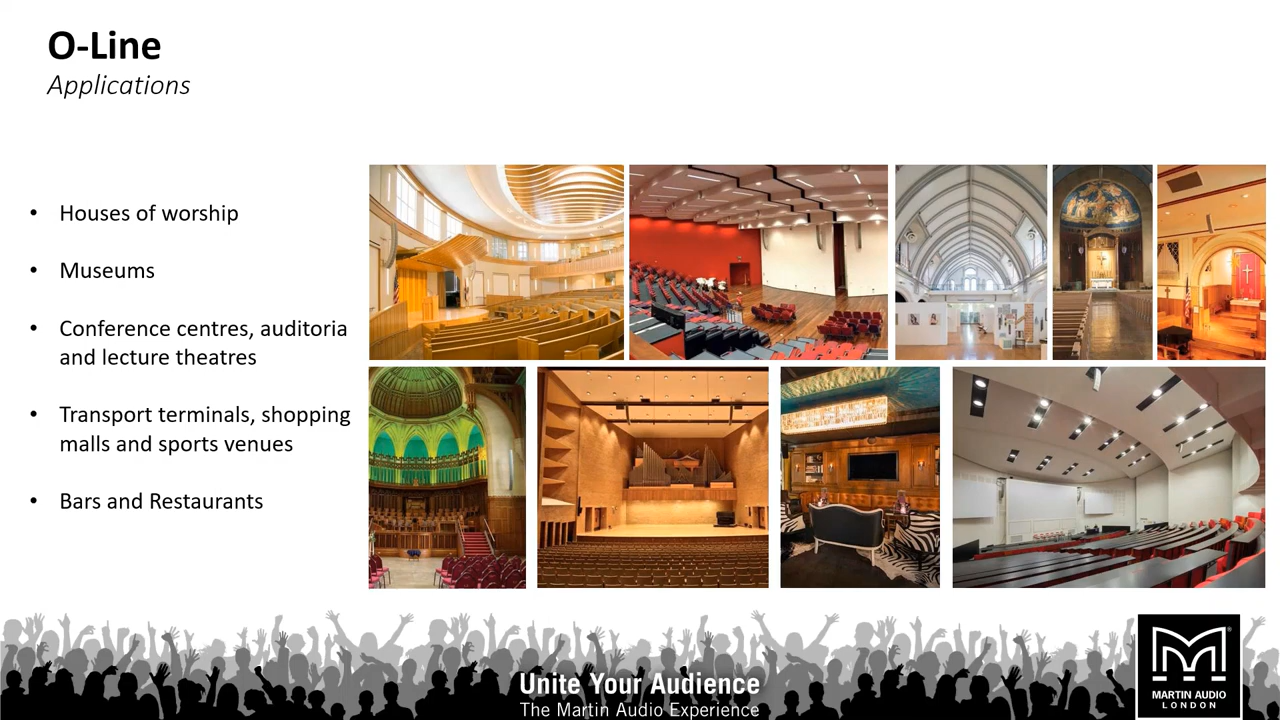 O-Line
Applications
• Houses of worship
• Museums
• Conference centres, auditoria
and lecture theatres
• Transport terminals, shopping
malls and sports venues
• Bars and Restaurants
Unite Your Audience
The Martin Audio Experience
®
MARTIN AUDIO
LONDON